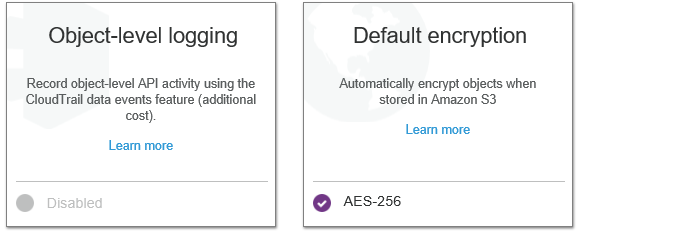 Object-level logging
Record object-level API activity using the
CloudTrail data events feature (additional
cost).
Learn more
Disabled
Default encryption
Automatically encrypt objects when
stored in Amazon S3
Learn more
AES-256